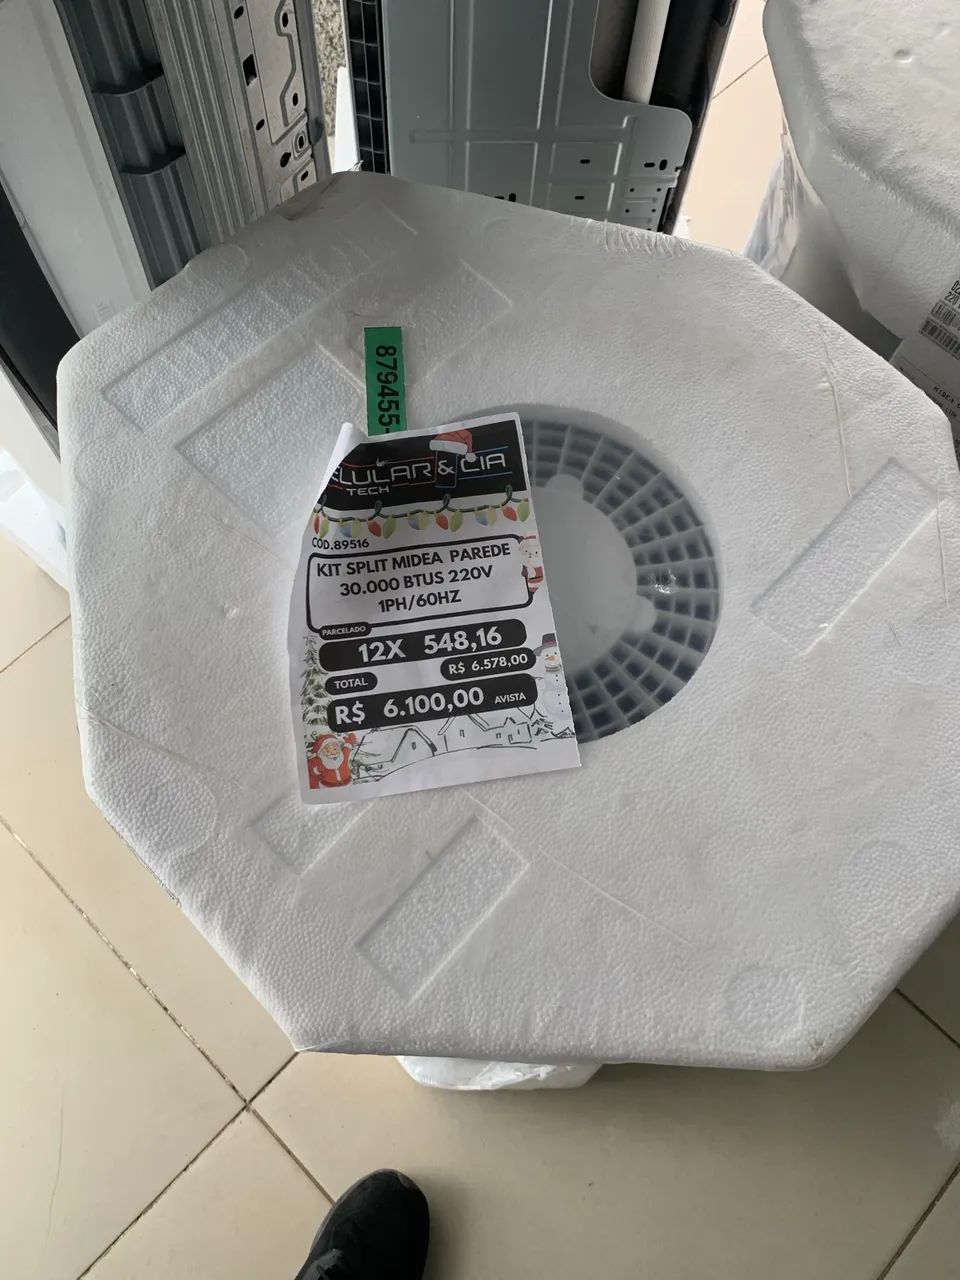 879455-
LULAR & CIA
TECH
COD.89516
KIT SPLIT MIDEA PAREDE
30.000 BTUS 220V
1PH/60HZ
PARCELADO
12X 548,16
R$ 6.578,00
TOTAL
R$ 6.100,00 AVISTA